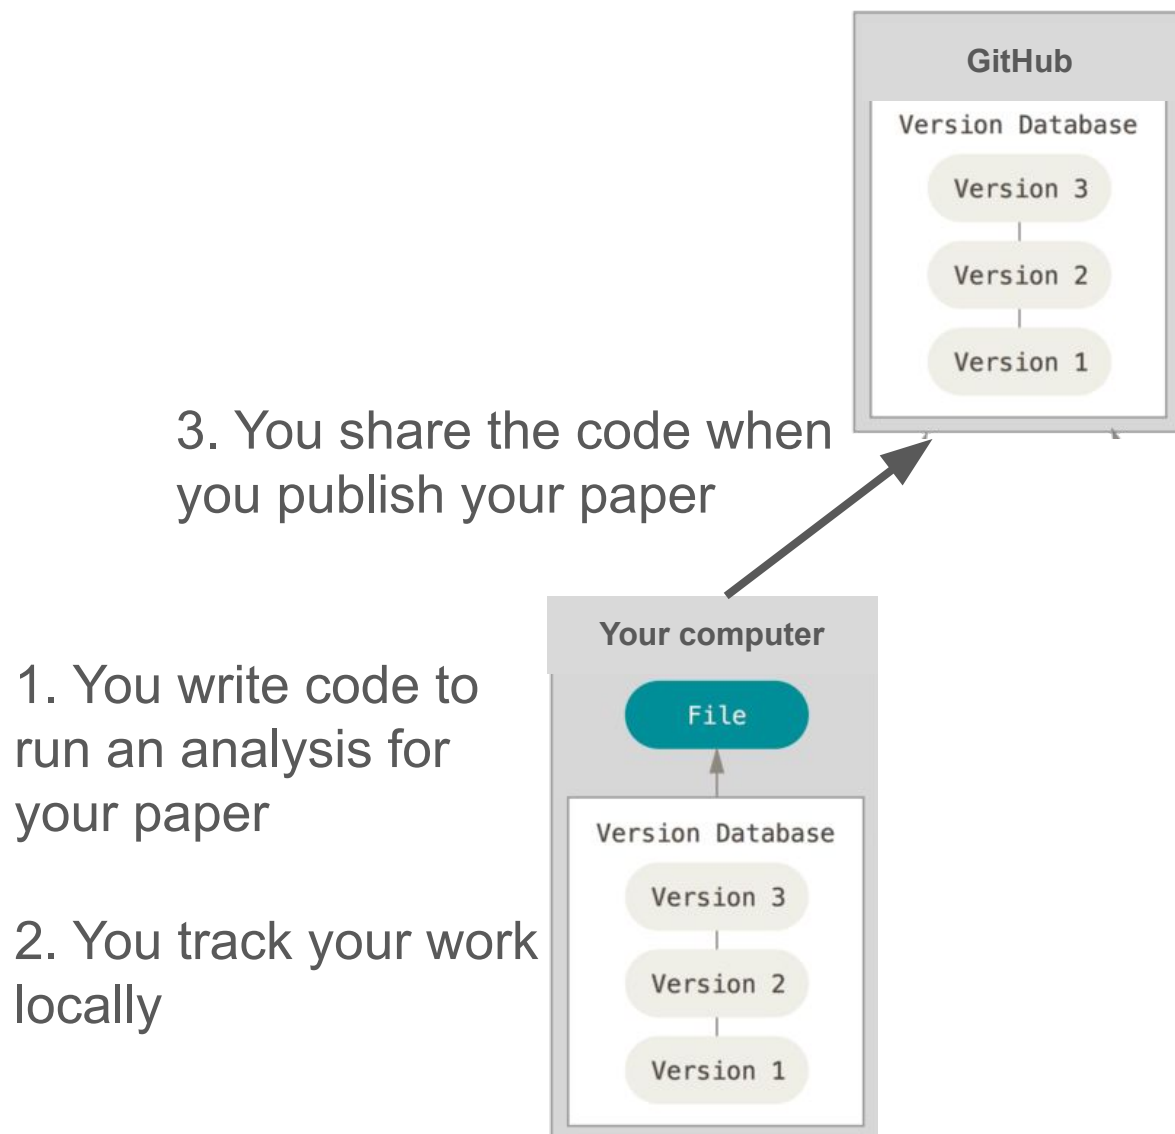 GitHub
Version Database
Version 3
Version 2
Version 1
3. You share the code when
you publish your paper
Your computer
File
1. You write code to
run an analysis for
your paper
Version Database
Version 3
2. You track your work
locally
Version 2
Version 1